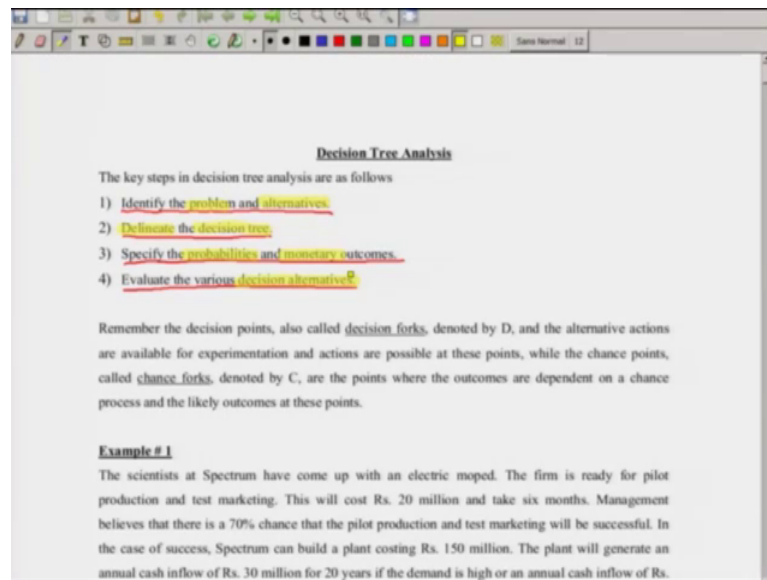 Sans Normal 12
Decision Tree Analysis
The key steps in decision tree analysis are as follows
1) Identify the problem and alternatives.
2) Delineate the decision tree.
3) Specify the probabilities and monetary outcomes.
4) Evaluate the various decision alternatives.
Remember the decision points, also called decision forks, denoted by D, and the alternative actions
are available for experimentation and actions are possible at these points, while the chance points,
called chance forks, denoted by C, are the points where the outcomes are dependent on a chance
process and the likely outcomes at these points.
Example # 1
The scientists at Spectrum have come up with an electric moped. The firm is ready for pilot
production and test marketing. This will cost Rs. 20 million and take six months. Management
believes that there is a 70% chance that the pilot production and test marketing will be successful. In
the case of success, Spectrum can build a plant costing Rs. 150 million. The plant will generate an
annual cash inflow of Rs. 30 million for 20 years if the demand is high or an annual cash inflow of Rs.